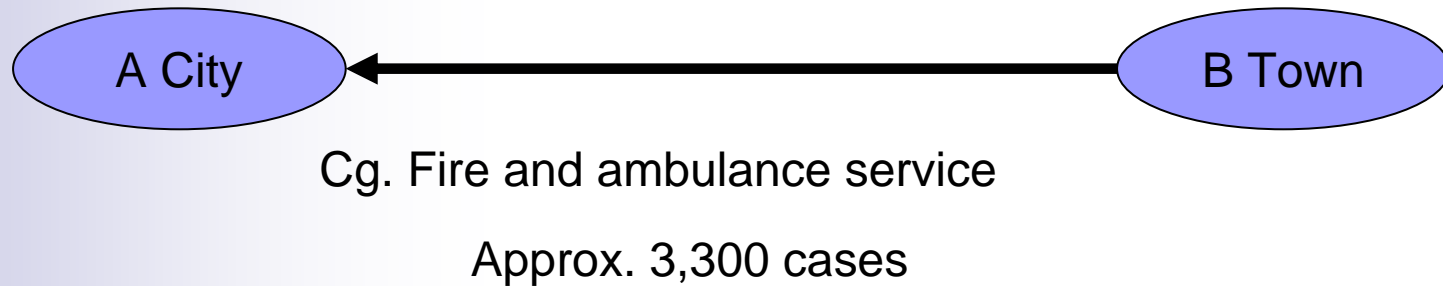 A City B Town
Cg. Fire and ambulance service
Approx. 3,300 cases